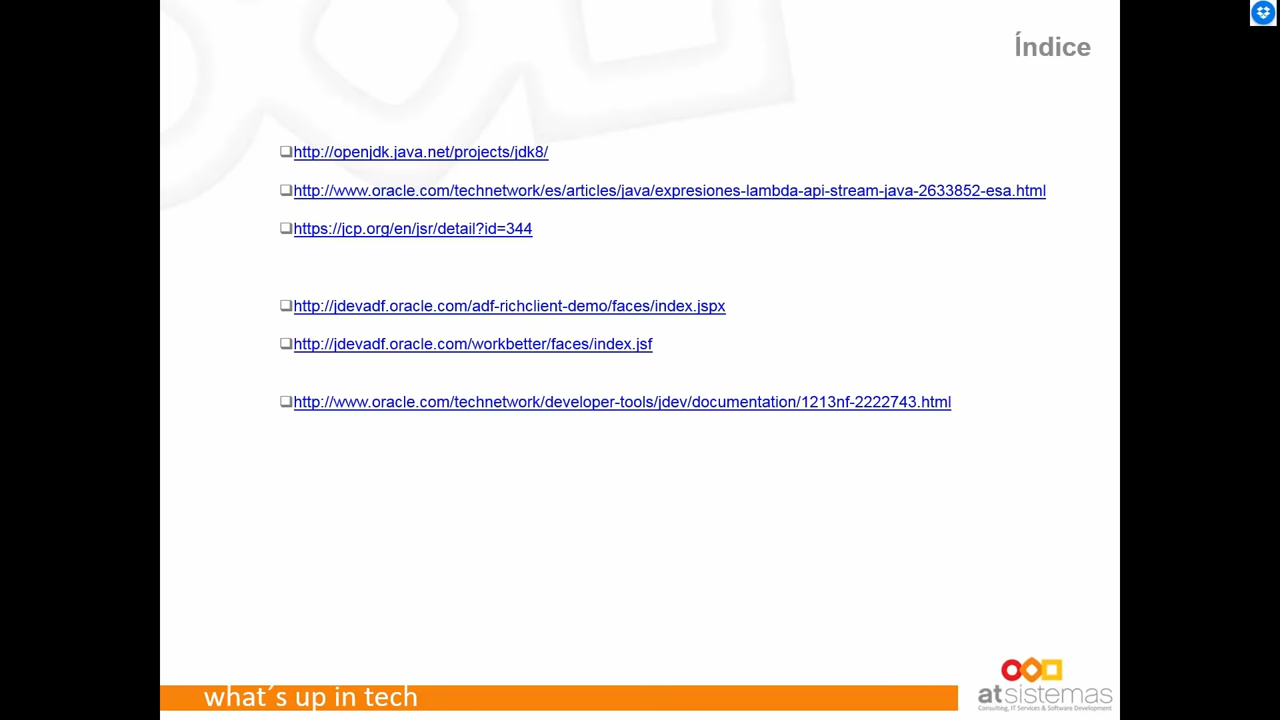 Índice
http://openjdk.java.net/projects/jdk8/
http://www.oracle.com/technetwork/es/articles/java/expresiones-lambda-api-stream-java-2633852-esa.html
https://jcp.org/en/jsr/detail?id=344
http://jdevadf.oracle.com/adf-richclient-demo/faces/index.jspx
http://jdevadf.oracle.com/workbetter/faces/index.jsf
http://www.oracle.com/technetwork/developer-tools/jdev/documentation/1213nf-2222743.html
what´s up in tech
atsistemas
Consulting, IT Services & Software Development